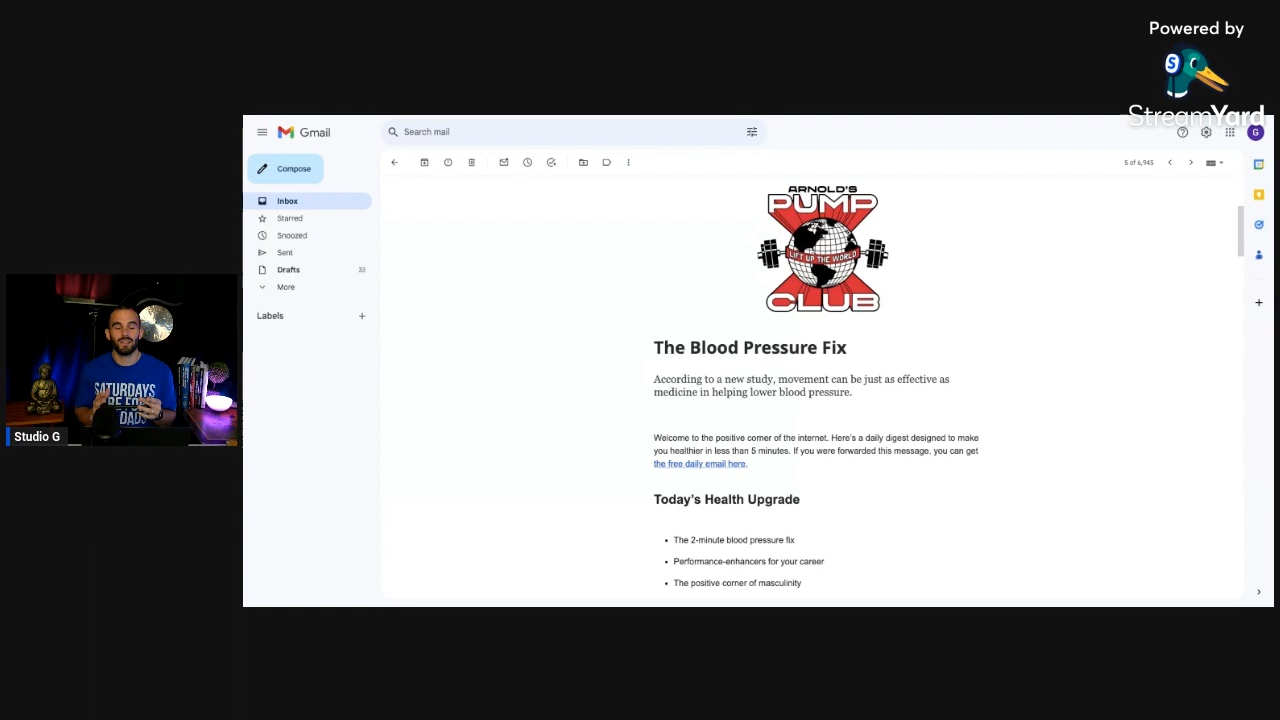 Powered by
S
StreamYard
Gmail
Search mail
G
Compose
5 of 6,945
Inbox
Starred
Snoozed
Sent
Drafts 33
More
Labels
ARNOLD'S
PUMP
LIFT UP THE WORLD
CLUB
The Blood Pressure Fix
According to a new study, movement can be just as effective as
medicine in helping lower blood pressure.
Welcome to the positive corner of the internet. Here's a daily digest designed to make
you healthier in less than 5 minutes. If you were forwarded this message, you can get
the free daily email here.
Today's Health Upgrade
• The 2-minute blood pressure fix
• Performance-enhancers for your career
• The positive corner of masculinity
SATURDAYS
DADS
Studio G